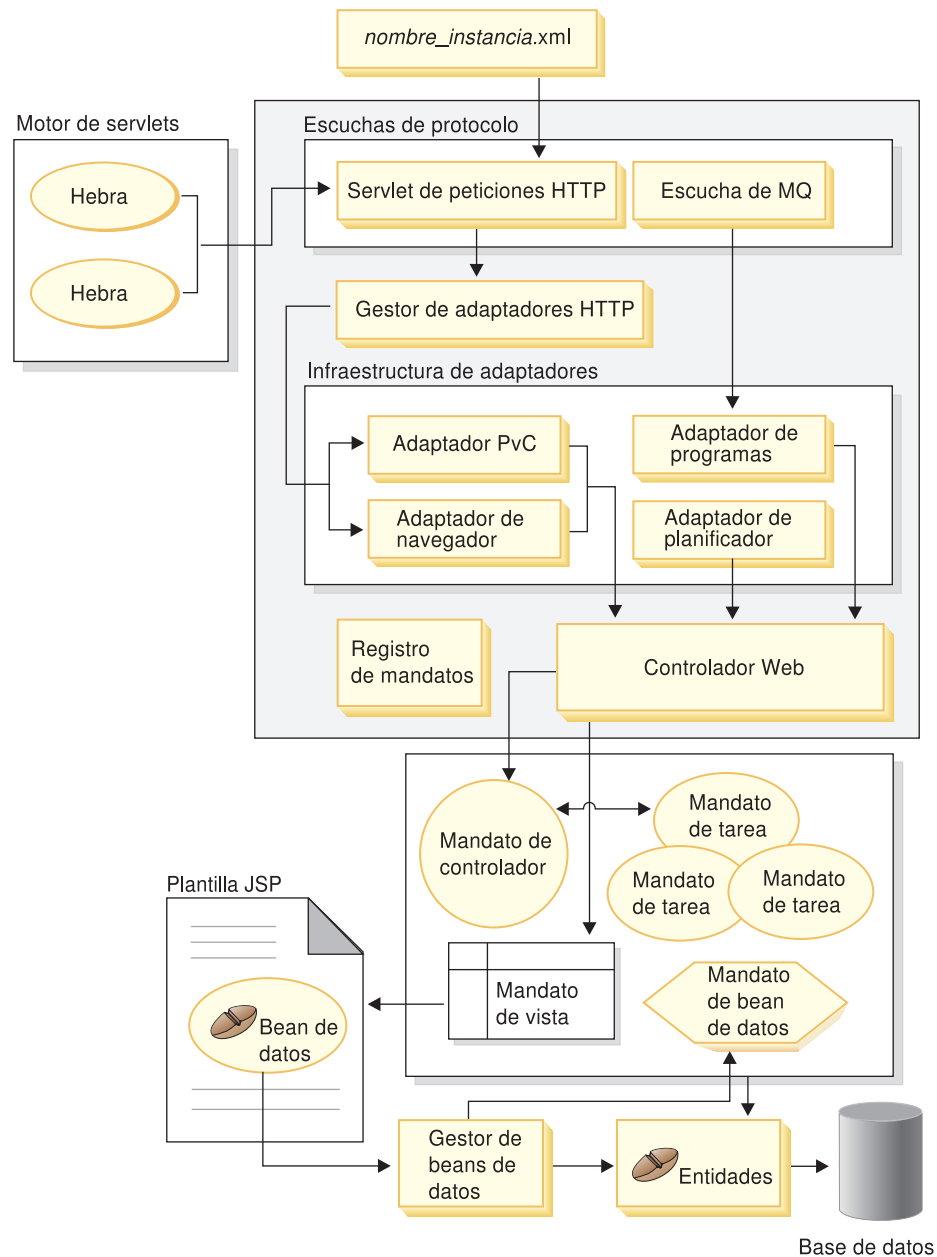 nombre_instancia.xml
Motor de servlets
Hebra
Hebra
Escuchas de protocolo
Servlet de peticiones HTTP
Escucha de MQ
Gestor de adaptadores HTTP
Infraestructura de adaptadores
Adaptador PvC
Adaptador de
navegador
Adaptador de
programas
Adaptador de
planificador
Registro
de mandatos
Controlador Web
Mandato de
controlador
Mandato
de tarea
Mandato
de tarea
Mandato
de tarea
Plantilla JSP
Bean de
datos
Mandato
de vista
Mandato
de bean
de datos
Gestor de
beans de
datos
Entidades
Base de datos